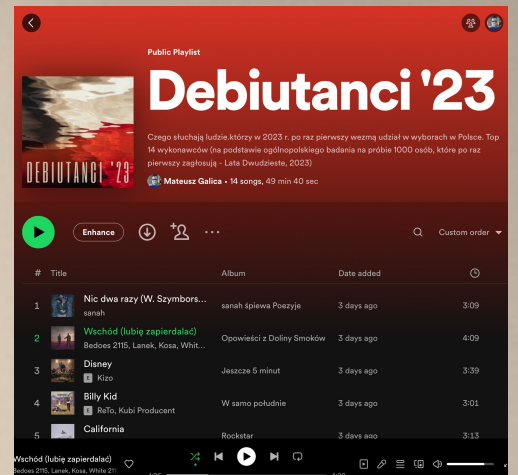 Public Playlist
Debiutanci '23
DEBIUTANCI '23
Czego słuchają ludzie.którzy w 2023 r. po raz pierwszy wezmą udział w wyborach w Polsce. Top
14 wykonawców (na podstawie ogólnopolskiego badania na próbie 1000 osób, które po raz
pierwszy zagłosują - Lata Dwudzieste, 2023)
Mateusz Galica • 14 songs, 49 min 40 sec
Enhance
Custom order
# Title Album Date added
1 Nic dwa razy (W. Szymbors... sanah śpiewa Poezyje 3 days ago 3:09
sanah
2 Wschód (lubię zapierdalać) Opowieści z Doliny Smoków 3 days ago 4:09
Bedoes 2115, Lanek, Kosa, Whit...
3 Disney Jeszcze 5 minut 3 days ago 3:39
E Kizo
4 Billy Kid W samo południe 3 days ago 3:01
E ReTo, Kubi Producent
5 California Rockstar 3 days ago 3:13
Wschód (lubię zapierdalać)
Bedoes 2115, Lanek, Kosa, White 211